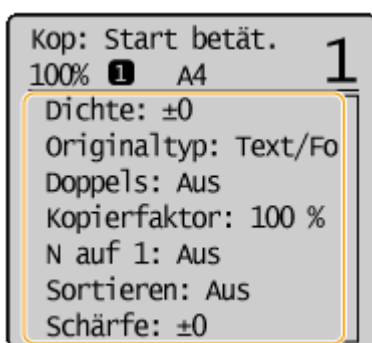 Kop: Start betät.
1
100% 1 A4
Dichte: ±0
Originaltyp: Text/Fo
Doppels: Aus
Kopierfaktor: 100 %
N auf 1: Aus
Sortieren: Aus
Schärfe: ±0